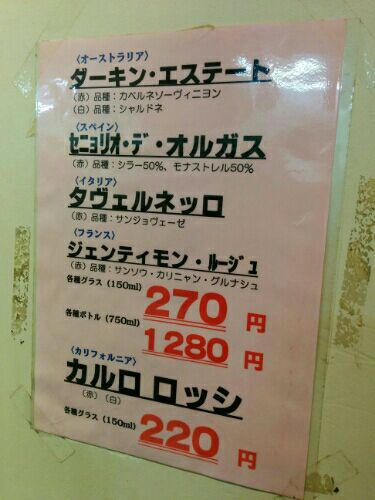 〈オーストラリア〉
ダーキン・エステート
(赤) 品種：カベルネソーヴィニヨン
(白) 品種：シャルドネ
〈スペイン〉
セニョリオ・デ・オルガス
(赤) 品種：シラー50%、モナストレル50%
〈イタリア〉
タヴェルネッロ
(赤) 品種：サンジョヴェーゼ
〈フランス〉
ジェンティモン・ルージュ
(赤) 品種：サンソウ・カリニャン・グルナシュ
各種グラス (150ml) 270 円
各種ボトル (750ml) 1280 円
〈カリフォルニア〉
カルロ ロッシ
(赤) (白)
各種グラス (150ml) 220 円